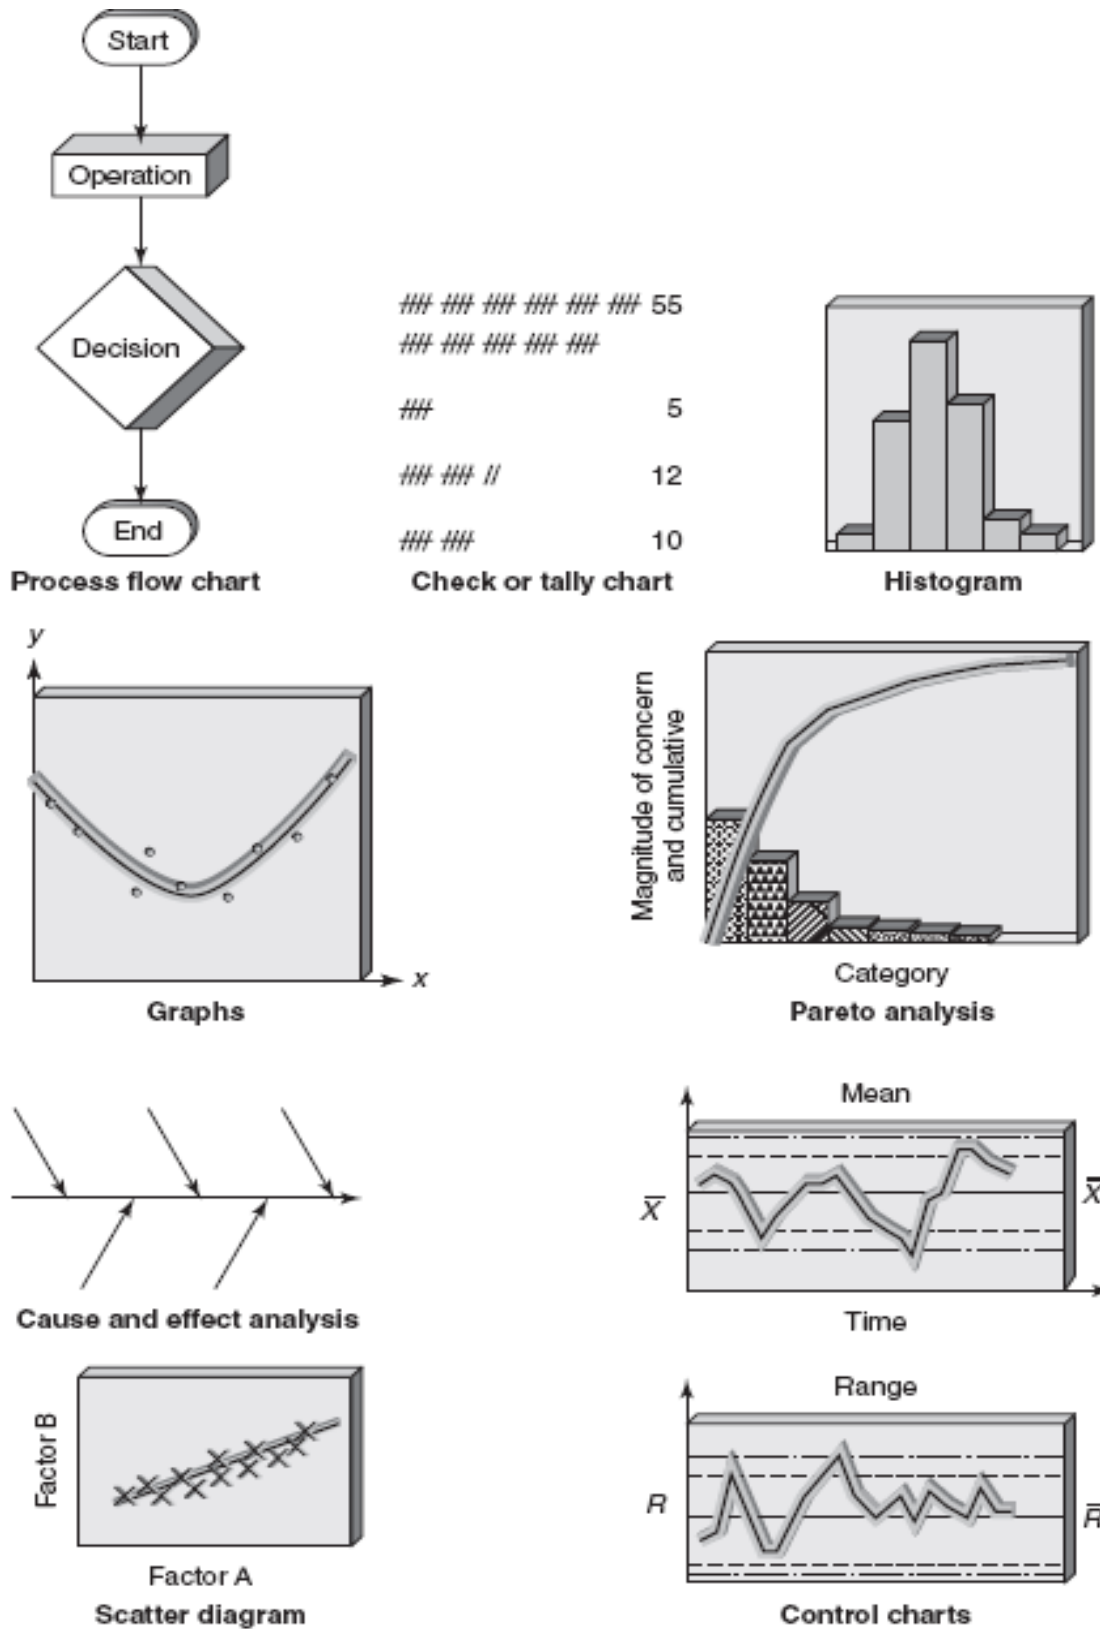 Start
Operation
Decision
End
Process flow chart
55
5
12
10
Check or tally chart
Histogram
y
x
Graphs
Magnitude of concern
and cumulative
Category
Pareto analysis
Cause and effect analysis
Mean
X̅
X̿
Time
Factor B
Factor A
Scatter diagram
Range
R
R̅
Control charts